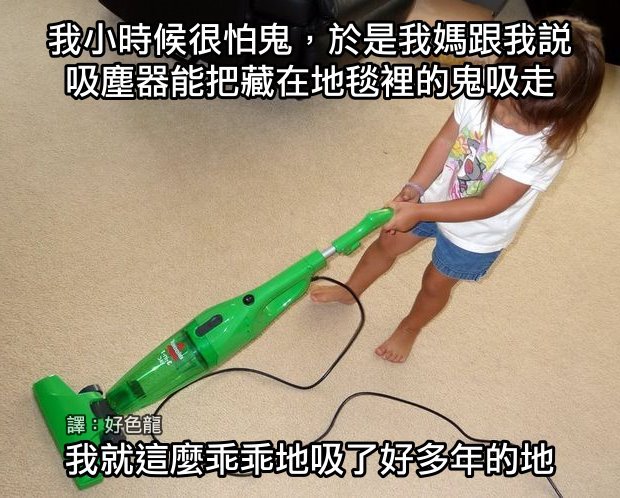 我小時候很怕鬼，於是我媽跟我説
吸塵器能把藏在地毯裡的鬼吸走
譯：好色龍
我就這麼乖乖地吸了好多年的地